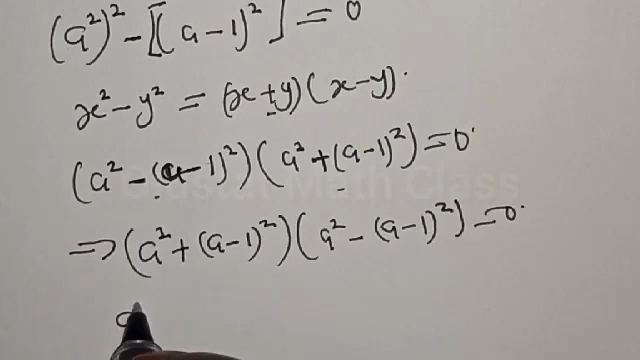 (a²)² - [(a-1)²] = 0
x² - y² = (x+y)(x-y).
(a² - (a-1)²)(a² + (a-1)²) = 0
⇒ (a² + (a-1)²)(a² - (a-1)²) = 0.
a